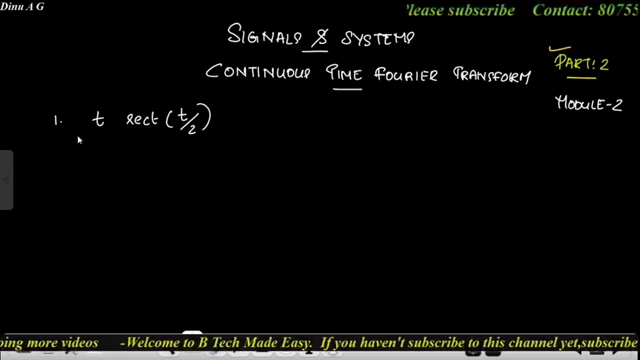 Dinu A G
Please subscribe Contact: 80755
SIGNALS & SYSTEMS
CONTINUOUS TIME FOURIER TRANSFORM
PART: 2
MODULE-2
1. t rect(t/2)
ping more videos -Welcome to B Tech Made Easy. If you haven't subscribe to this channel yet,subscribe